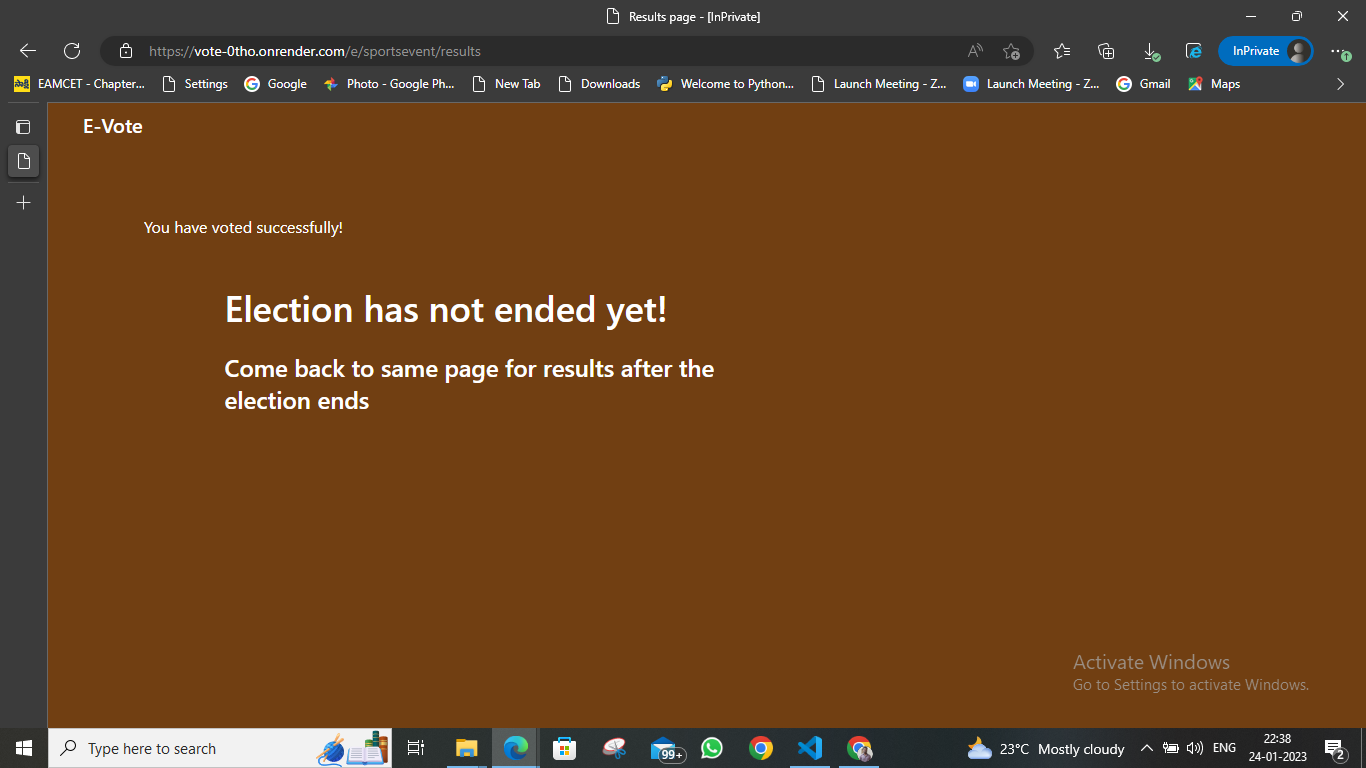 Results page - [InPrivate]
https://vote-0tho.onrender.com/e/sportsevent/results
InPrivate
EAMCET - Chapter... Settings Google Photo - Google Ph... New Tab Downloads Welcome to Python... Launch Meeting - Z... Launch Meeting - Z... Gmail Maps
E-Vote
You have voted successfully!
Election has not ended yet!
Come back to same page for results after the
election ends
Activate Windows
Go to Settings to activate Windows.
Type here to search
99+
23°C Mostly cloudy
ENG
22:38
24-01-2023
2